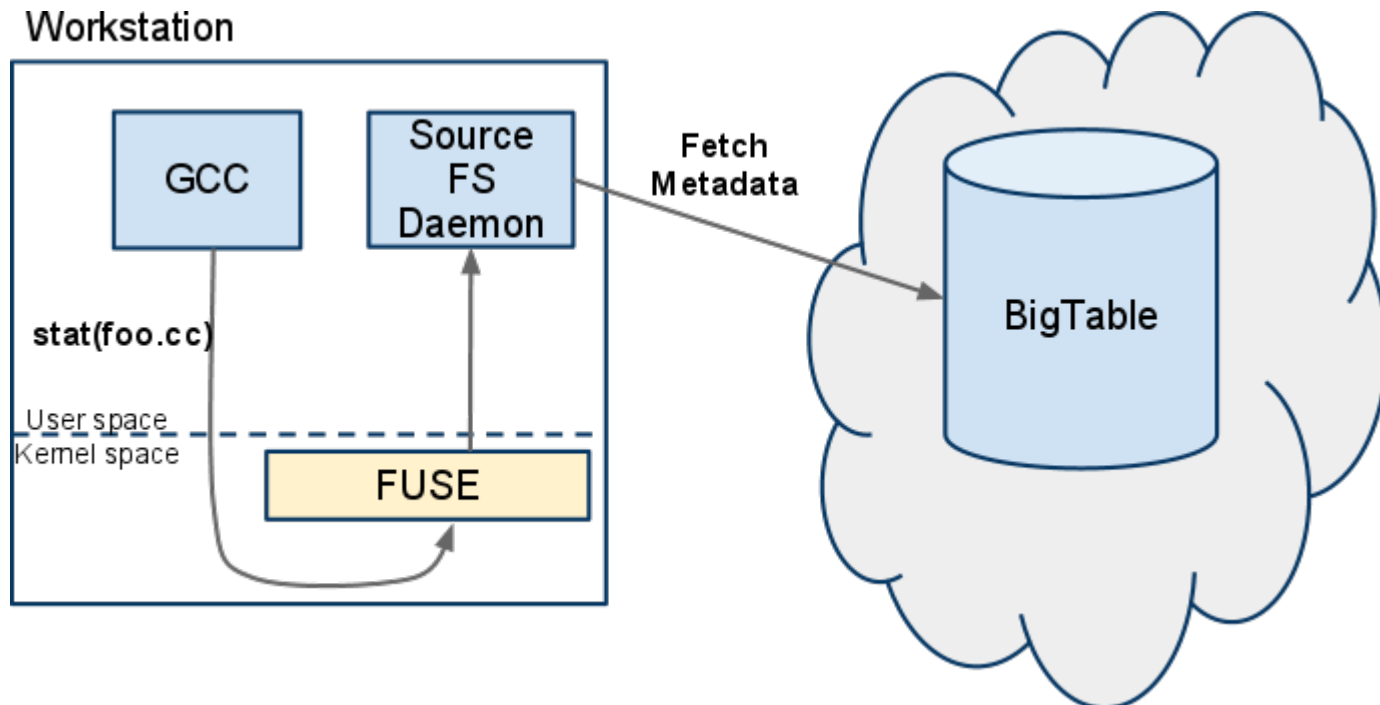 Workstation
GCC
Source
FS
Daemon
Fetch
Metadata
BigTable
stat(foo.cc)
User space
Kernel space
FUSE